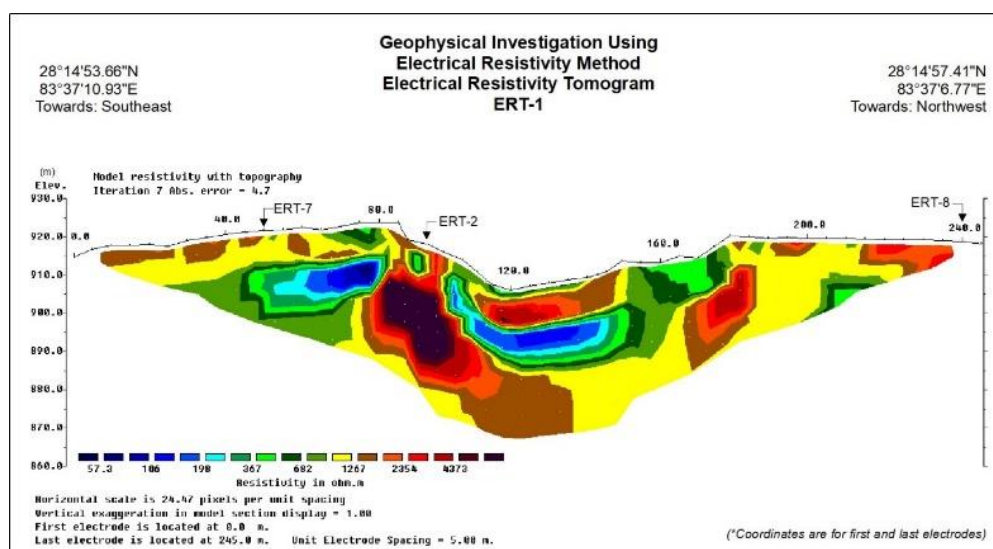 Geophysical Investigation Using
Electrical Resistivity Method
Electrical Resistivity Tomogram
ERT-1
28°14'53.66"N
83°37'10.93"E
Towards: Southeast
28°14'57.41"N
83°37'6.77"E
Towards: Northwest
(m)
Elev.
Model resistivity with topography
Iteration 7 Abs. error = 4.7
930.0
920.0
910.0
900.0
890.0
880.0
870.0
860.0
ERT-7
ERT-2
ERT-8
0.0
40.0
80.0
120.0
160.0
200.0
240.0
57.3 106 198 367 682 1267 2354 4373
Resistivity in ohm.m
Horizontal scale is 24.47 pixels per unit spacing
Vertical exaggeration in model section display = 1.00
First electrode is located at 0.0 m.
Last electrode is located at 245.0 m. Unit Electrode Spacing = 5.00 m.
(*Coordinates are for first and last electrodes)